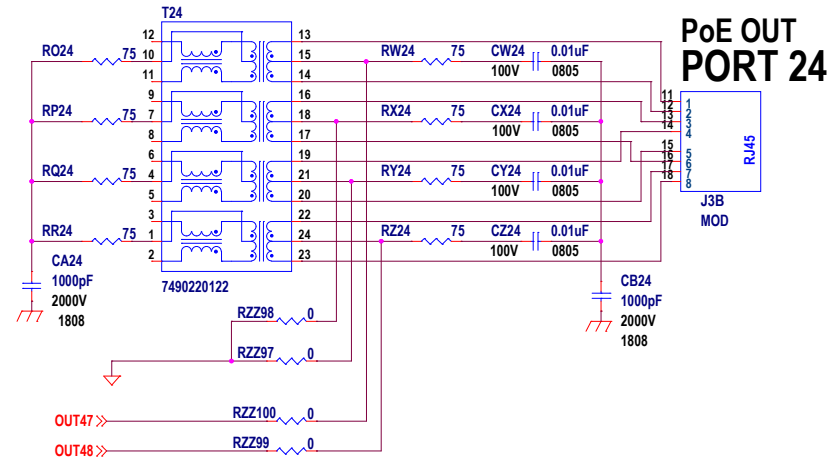 T24
PoE OUT
PORT 24
12 13
RO24 75 10 15 RW24 75 CW24 0.01uF
11 14 100V 0805
9 16
RP24 75 7 18 RX24 75 CX24 0.01uF
8 17 100V 0805
6 19
RQ24 75 4 21 RY24 75 CY24 0.01uF
5 20 100V 0805
3 22
RR24 75 1 24 RZ24 75 CZ24 0.01uF
2 23 100V 0805
11 1
12 2
13 3
14 4
15 5
16 6
17 7
18 8
RJ45
J3B
MOD
CA24
1000pF
2000V
1808
7490220122
CB24
1000pF
2000V
1808
RZZ98 0
RZZ97 0
OUT47 RZZ100 0
OUT48 RZZ99 0